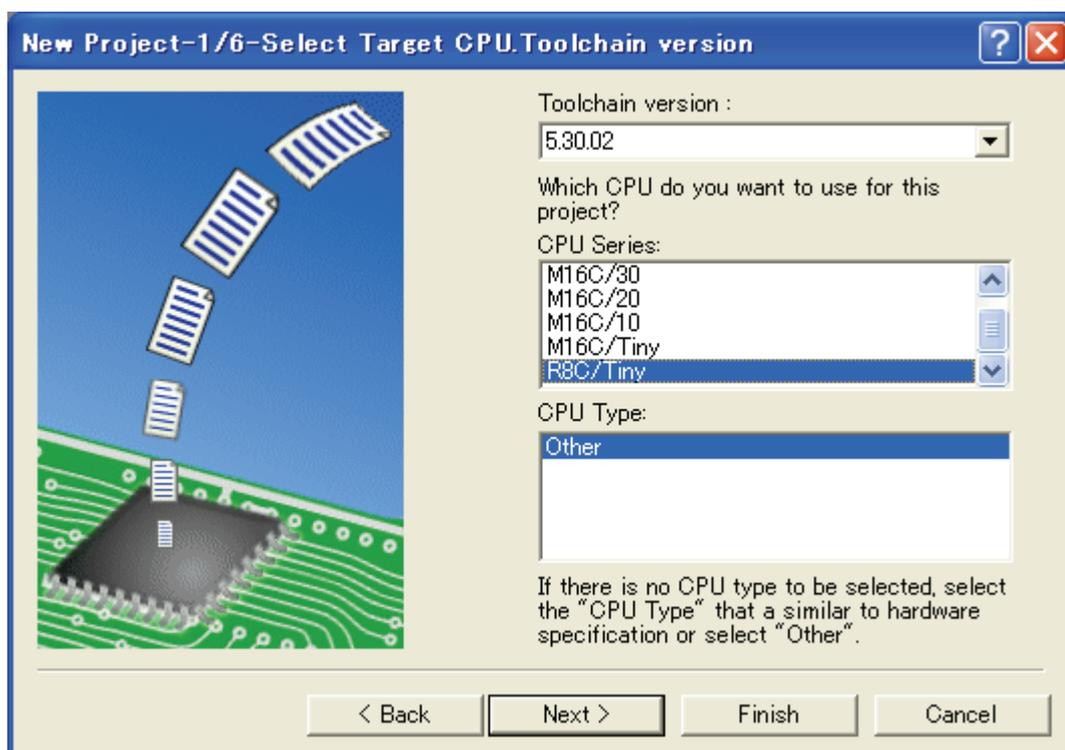 New Project-1/6-Select Target CPU.Toolchain version
Toolchain version :
5.30.02
Which CPU do you want to use for this
project?
CPU Series:
M16C/30
M16C/20
M16C/10
M16C/Tiny
R8C/Tiny
CPU Type:
Other
If there is no CPU type to be selected, select
the "CPU Type" that a similar to hardware
specification or select "Other".
< Back
Next >
Finish
Cancel